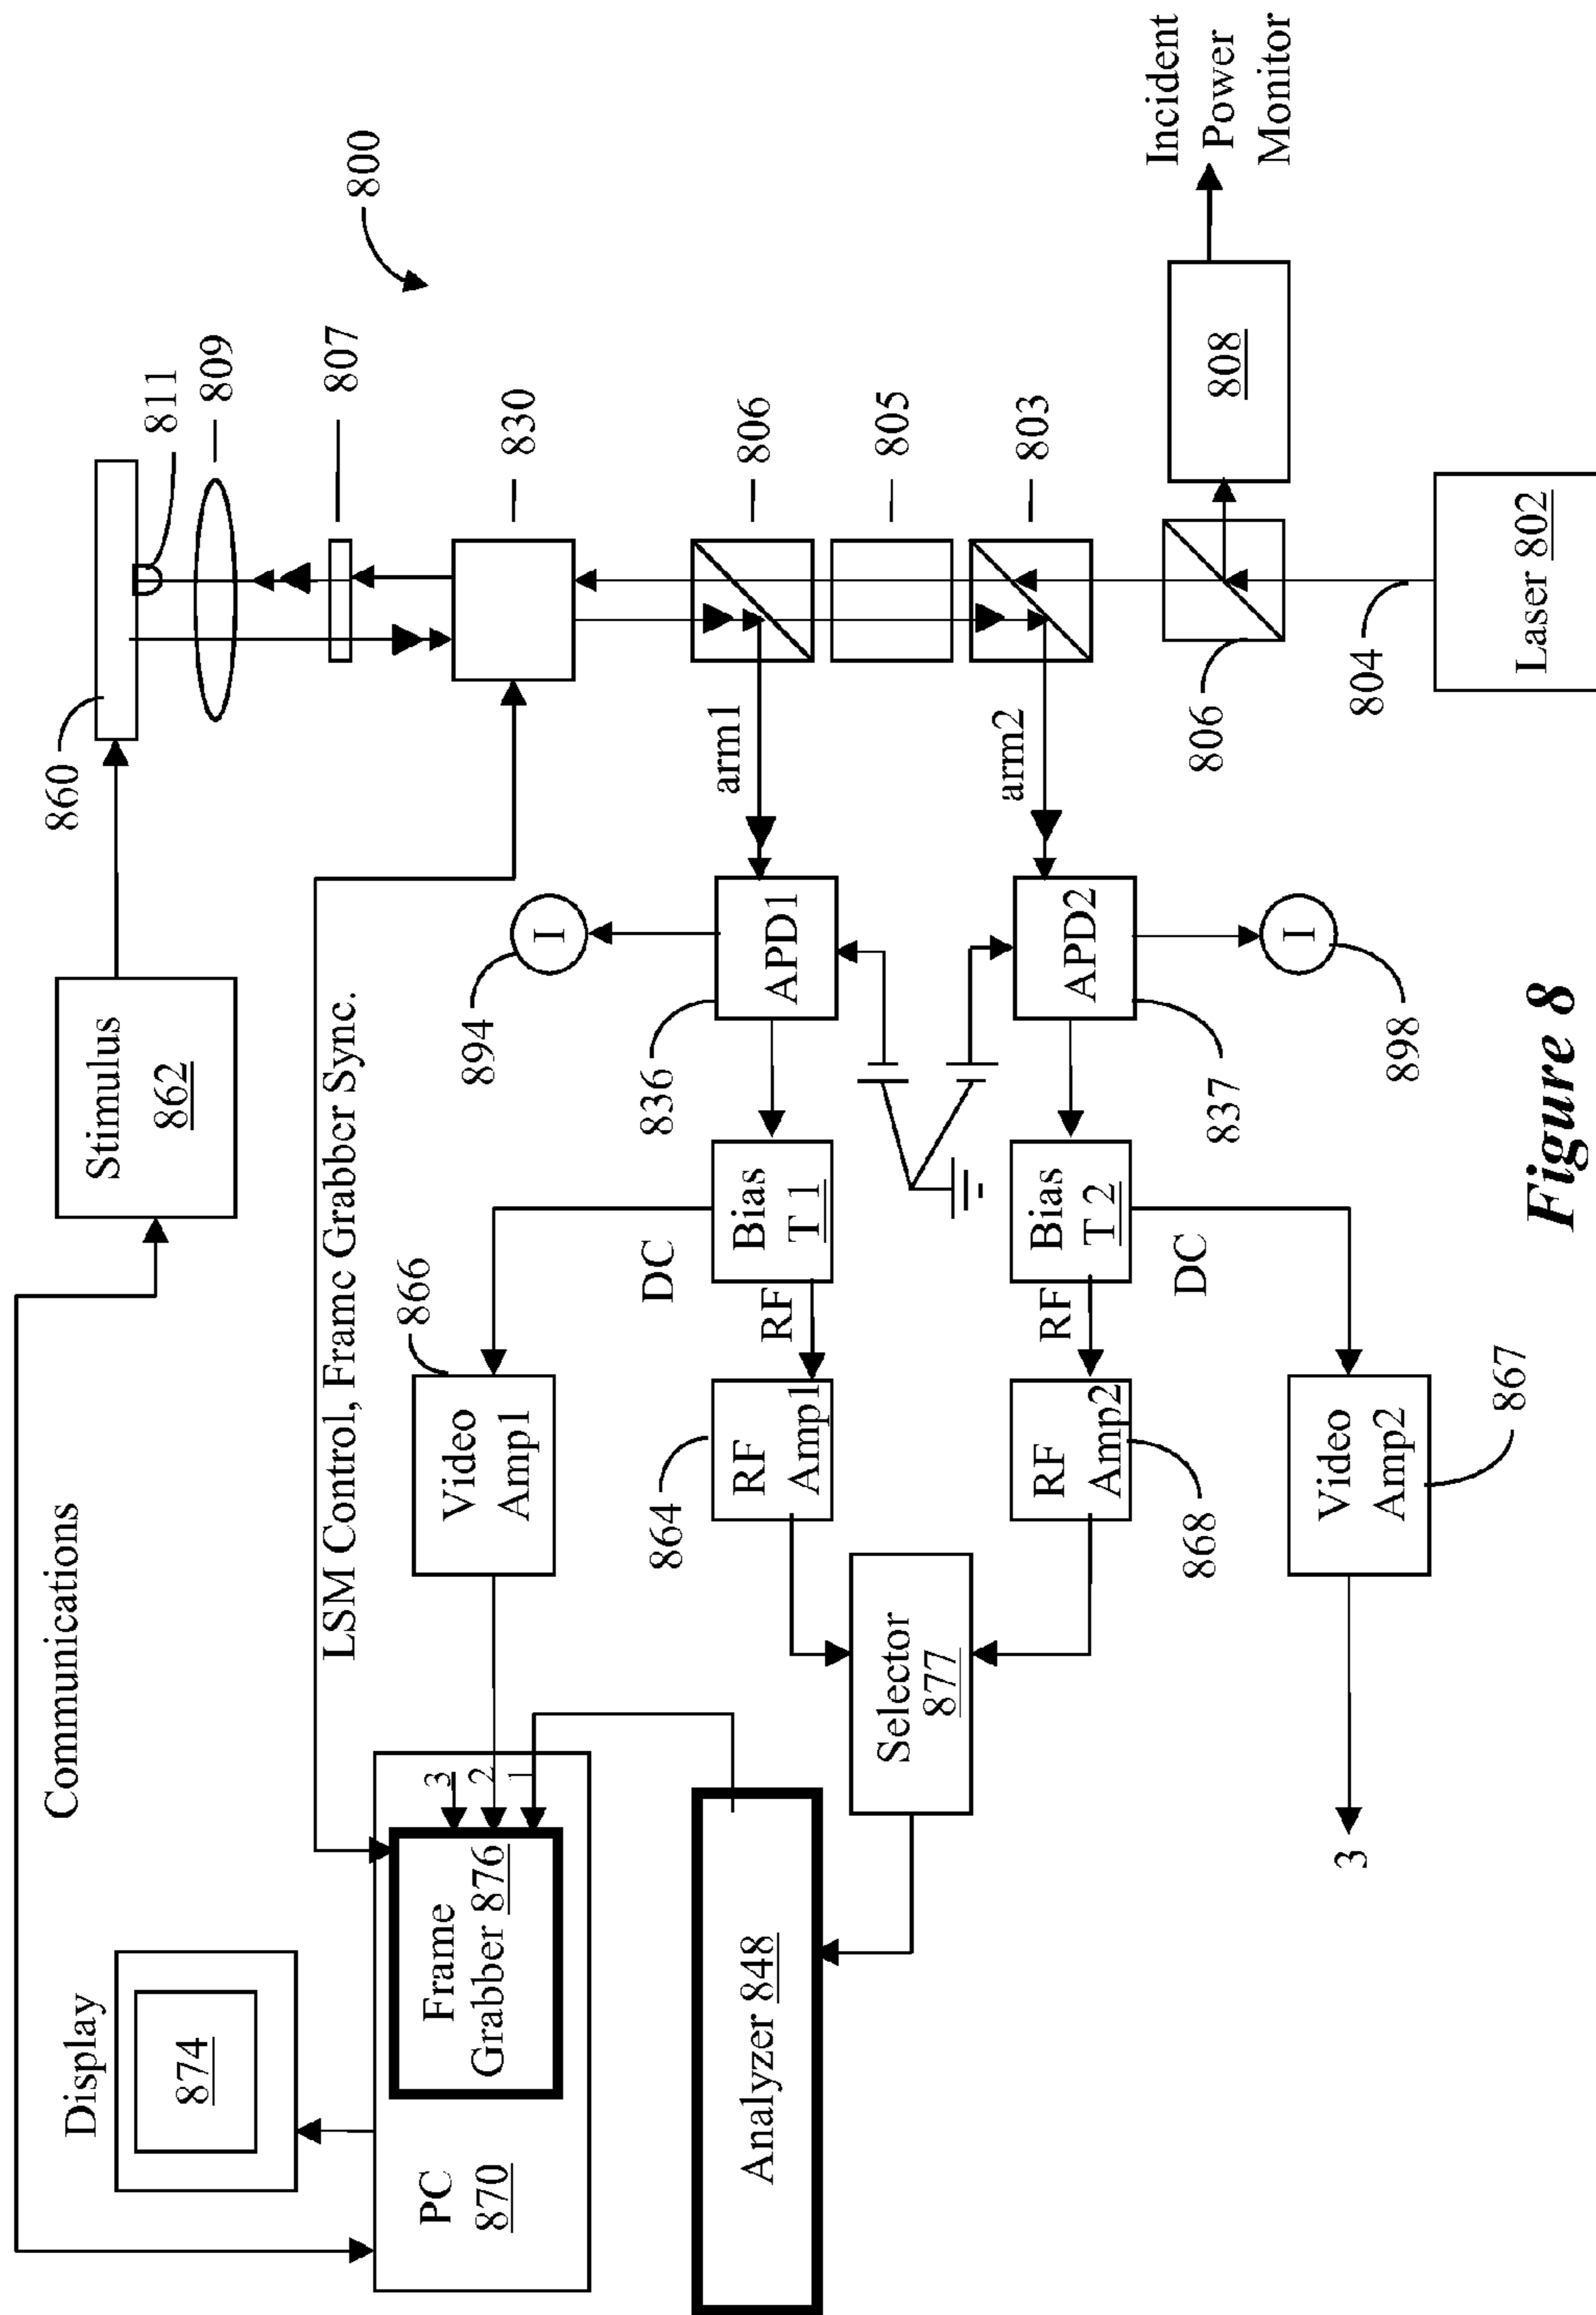 Communications
Display
874
Stimulus
862
860
811
809
807
830
800
LSM Control, Frame Grabber Sync.
PC
870
Frame
Grabber 876
3
2
1
Video
Amp1
866
894
I
836
APD1
arm1
806
805
803
DC
RF
Bias
T 1
864
RF
Amp1
Analyzer 848
Selector
877
RF
Amp2
868
RF
Bias
T 2
DC
APD2
837
arm2
I
898
3
Video
Amp2
867
806
804
Laser 802
808
Incident
Power
Monitor
Figure 8